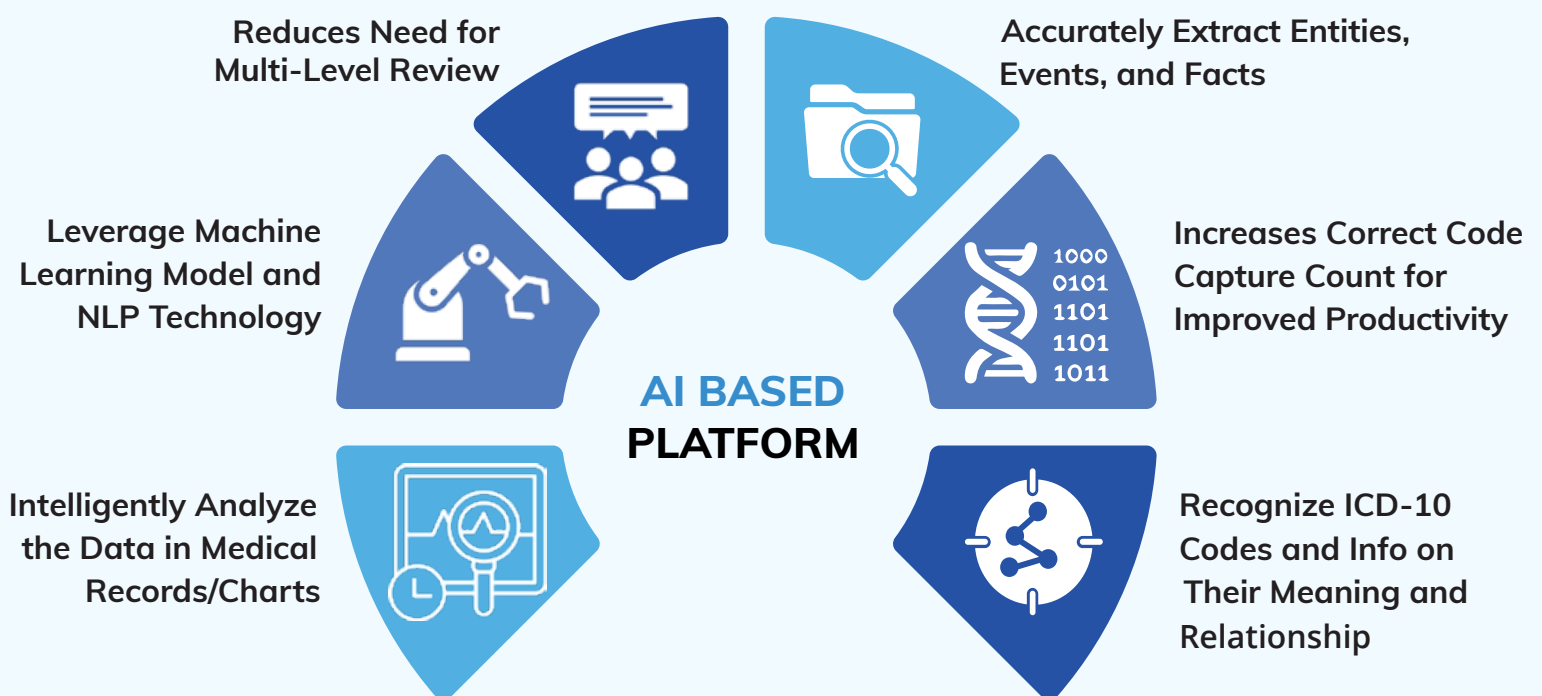 Reduces Need for
Multi-Level Review
Accurately Extract Entities,
Events, and Facts
Leverage Machine
Learning Model and
NLP Technology
Increases Correct Code
Capture Count for
Improved Productivity
1000
0101
1101
1101
1011
AI BASED
PLATFORM
Intelligently Analyze
the Data in Medical
Records/Charts
Recognize ICD-10
Codes and Info on
Their Meaning and
Relationship